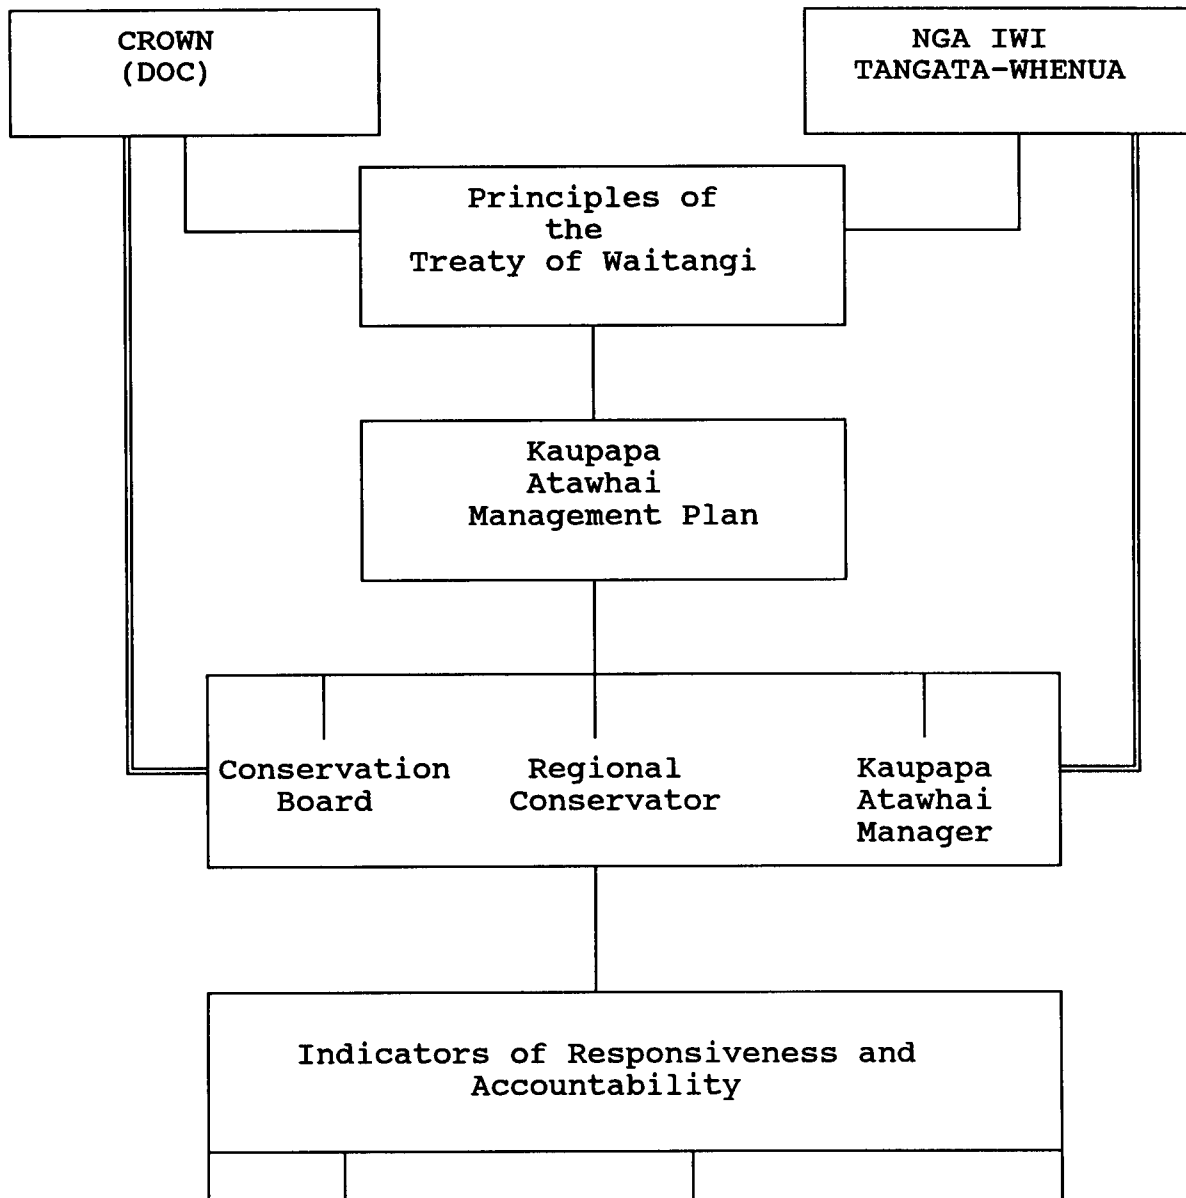 CROWN
(DOC)
NGA IWI
TANGATA-WHENUA
Principles of
the
Treaty of Waitangi
Kaupapa
Atawhai
Management Plan
Conservation
Board
Regional
Conservator
Kaupapa
Atawhai
Manager
Indicators of Responsiveness and
Accountability